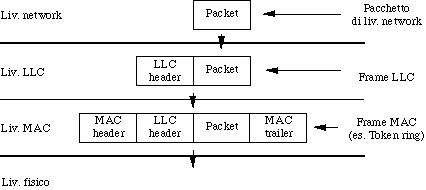 Liv. network
Packet
Pacchetto
di liv. network
Liv. LLC
LLC
header
Packet
Frame LLC
Liv. MAC
MAC
header
LLC
header
Packet
MAC
trailer
Frame MAC
(es. Token ring)
Liv. fisico